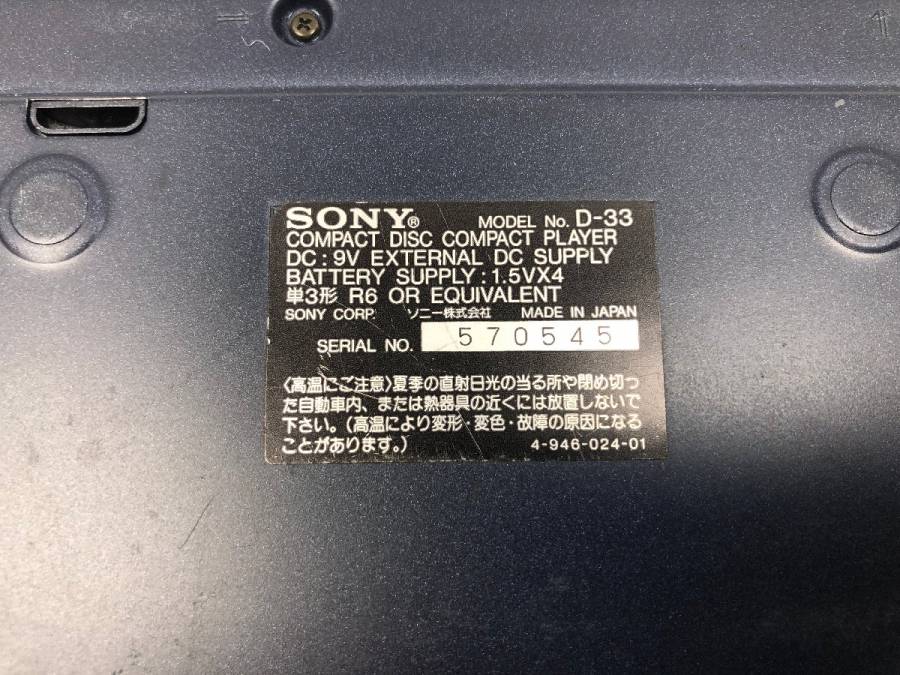 SONY® MODEL No. D-33
COMPACT DISC COMPACT PLAYER
DC: 9V EXTERNAL DC SUPPLY
BATTERY SUPPLY: 1.5VX4
単3形 R6 OR EQUIVALENT
SONY CORP. ソニー株式会社 MADE IN JAPAN
SERIAL NO. 570545
〈高温にご注意〉夏季の直射日光の当る所や閉め切っ
た自動車内、または熱器具の近くには放置しないで
下さい。(高温により変形・変色・故障の原因になる
ことがあります。) 4-946-024-01